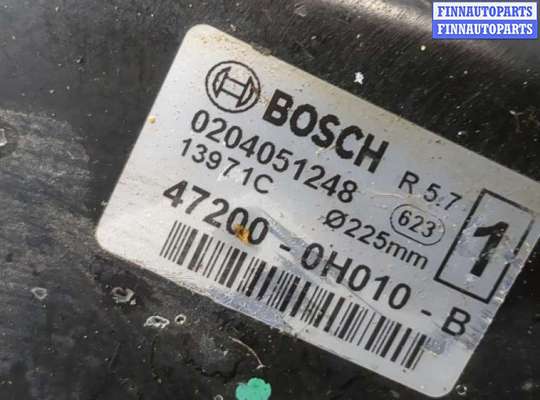 FINNAUTOPARTS
FINNAUTOPARTS
BOSCH
0204051248 R 5.7
13971C 623 1
Ø225mm
47200-0H010-B